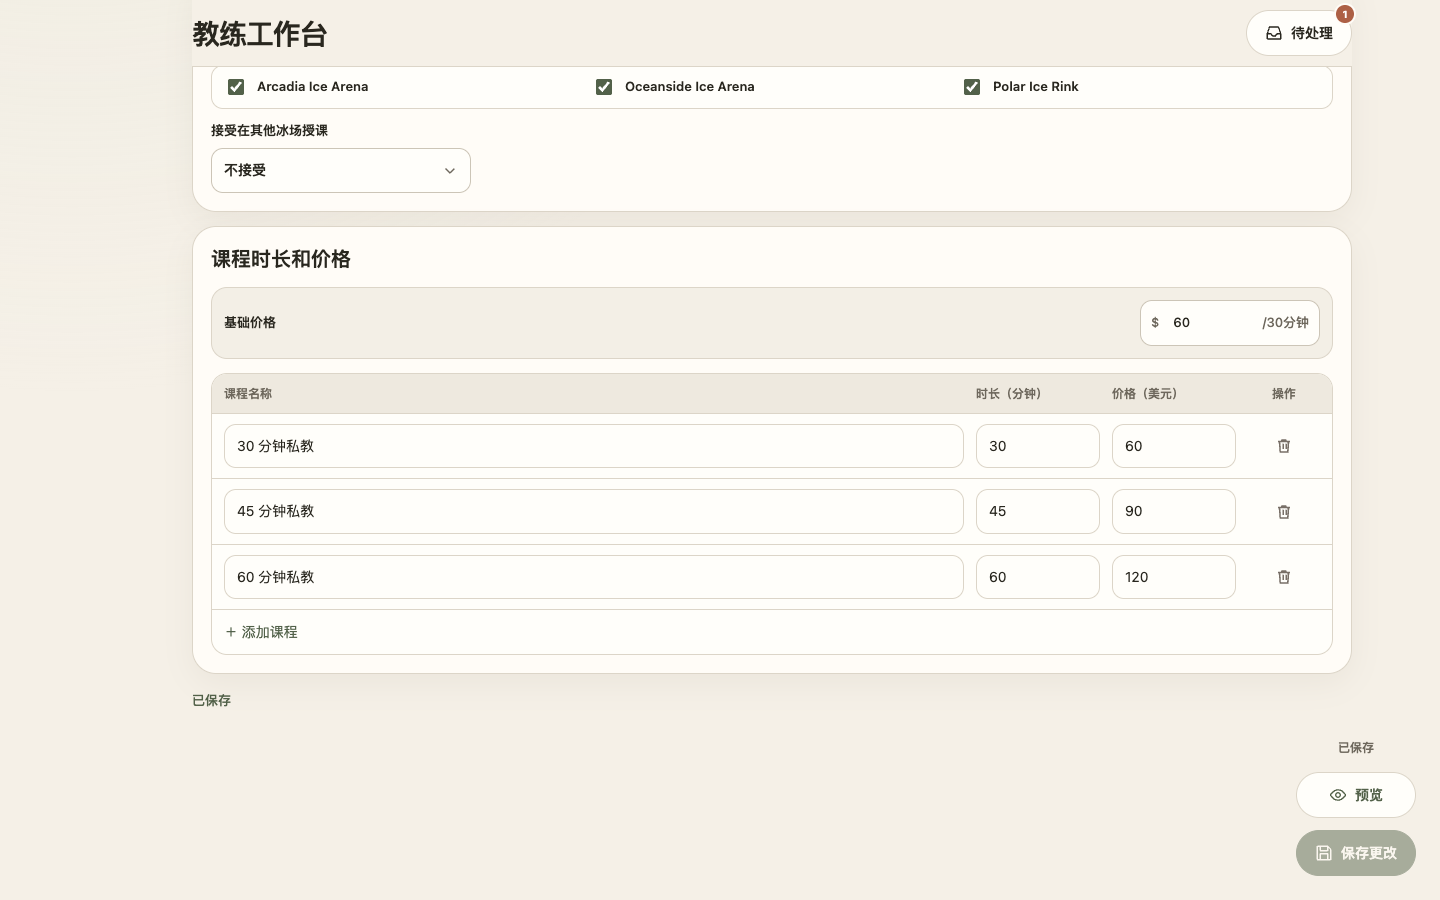 教练工作台
待处理
1
Arcadia Ice Arena
Oceanside Ice Arena
Polar Ice Rink
接受在其他冰场授课
不接受
课程时长和价格
基础价格
$ 60 /30分钟
课程名称 时长（分钟） 价格（美元） 操作
30 分钟私教 30 60
45 分钟私教 45 90
60 分钟私教 60 120
+ 添加课程
已保存
已保存
预览
保存更改